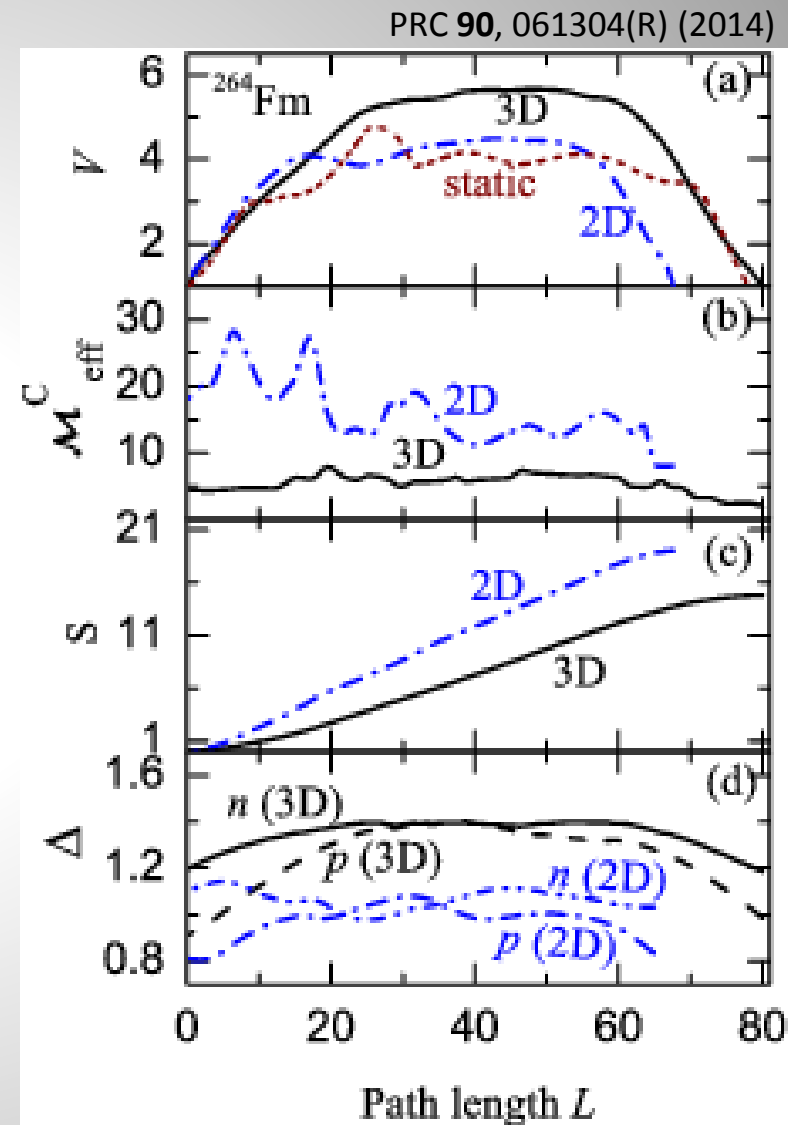 PRC 90, 061304(R) (2014)
6
264Fm
(a)
3D
V
4
static
2D
2
(b)
30
M C eff
20
2D
10
3D
21
(c)
2D
S
11
3D
1
1.6
(d)
n (3D)
Δ
1.2
p (3D)
n (2D)
p (2D)
0.8
0 20 40 60 80
Path length L